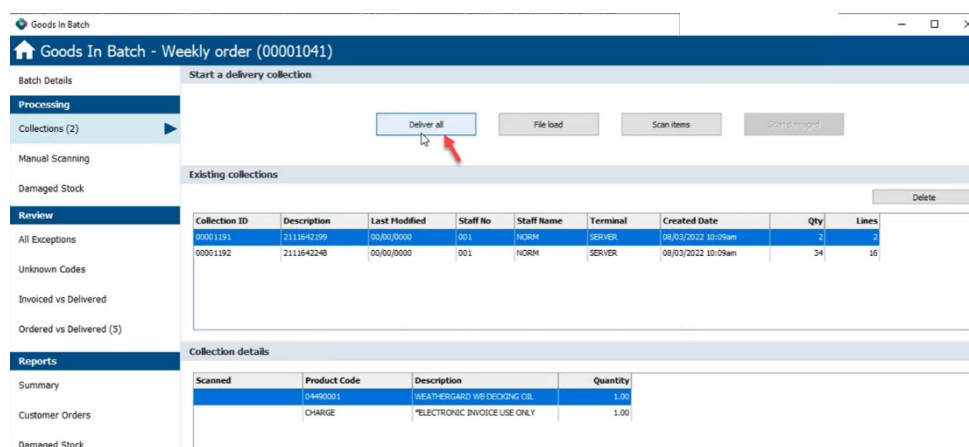 Goods In Batch
Goods In Batch - Weekly order (00001041)
Batch Details
Processing
Collections (2)
Manual Scanning
Damaged Stock
Review
All Exceptions
Unknown Codes
Invoiced vs Delivered
Ordered vs Delivered (5)
Reports
Summary
Customer Orders
Damaged Stock
Start a delivery collection
Deliver all File load Scan items Scan damaged
Existing collections
Delete
Collection ID Description Last Modified Staff No Staff Name Terminal Created Date Qty Lines
00001191 2111642199 00/00/0000 001 NORM SERVER 08/03/2022 10:09am 2 2
00001192 2111642248 00/00/0000 001 NORM SERVER 08/03/2022 10:09am 34 16
Collection details
Scanned Product Code Description Quantity
04490001 WEATHERGARD WB DECKING OIL 1.00
CHARGE *ELECTRONIC INVOICE USE ONLY 1.00